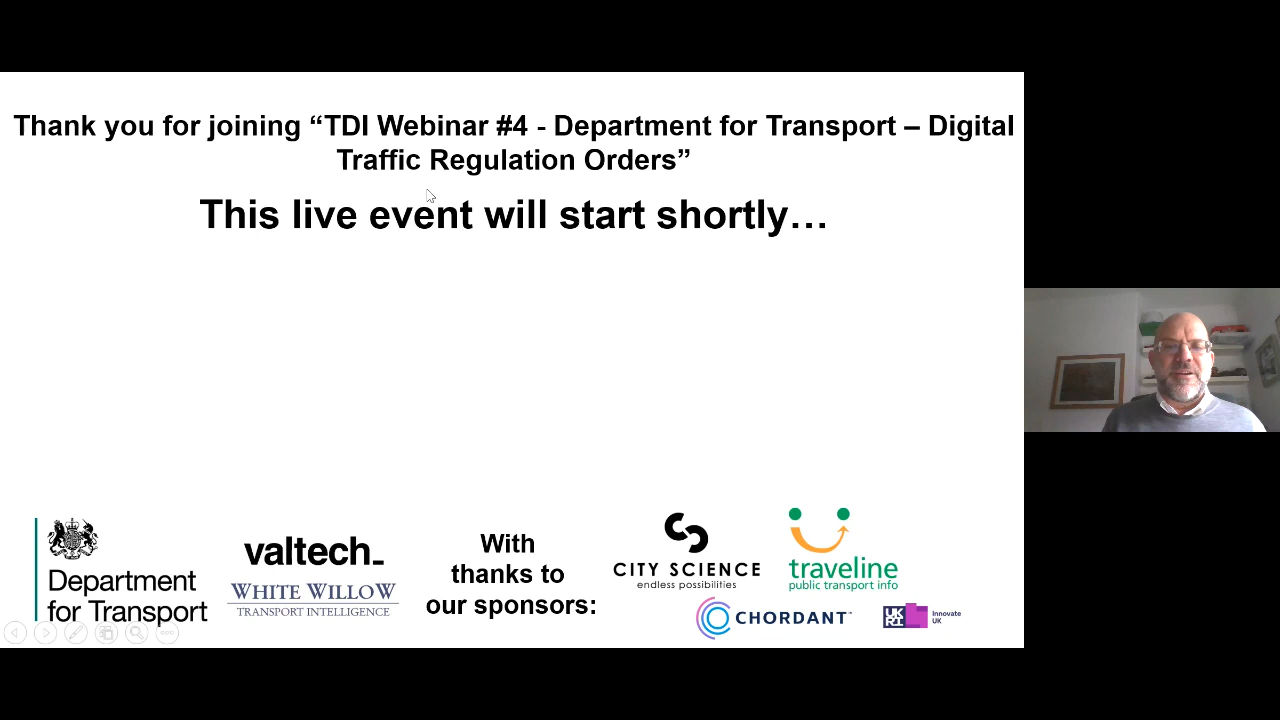 Thank you for joining “TDI Webinar #4 - Department for Transport – Digital
Traffic Regulation Orders”
This live event will start shortly…
Department
for Transport
valtech_
WHITE WILLOW
TRANSPORT INTELLIGENCE
With
thanks to
our sponsors:
CITY SCIENCE
endless possibilities
traveline
public transport info
CHORDANT™
UKRI
Innovate
UK